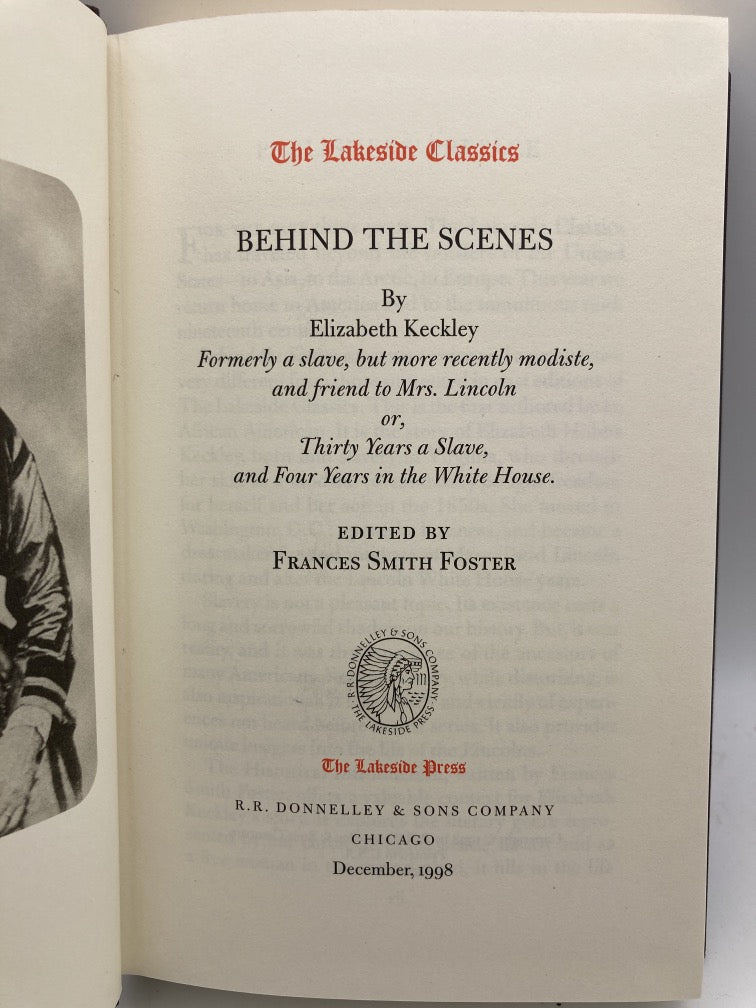 The Lakeside Classics
BEHIND THE SCENES
By
Elizabeth Keckley
Formerly a slave, but more recently modiste,
and friend to Mrs. Lincoln
or,
Thirty Years a Slave,
and Four Years in the White House.
EDITED BY
FRANCES SMITH FOSTER
R.R. DONNELLEY & SONS COMPANY
THE LAKESIDE PRESS
The Lakeside Press
R.R. DONNELLEY & SONS COMPANY
CHICAGO
December, 1998